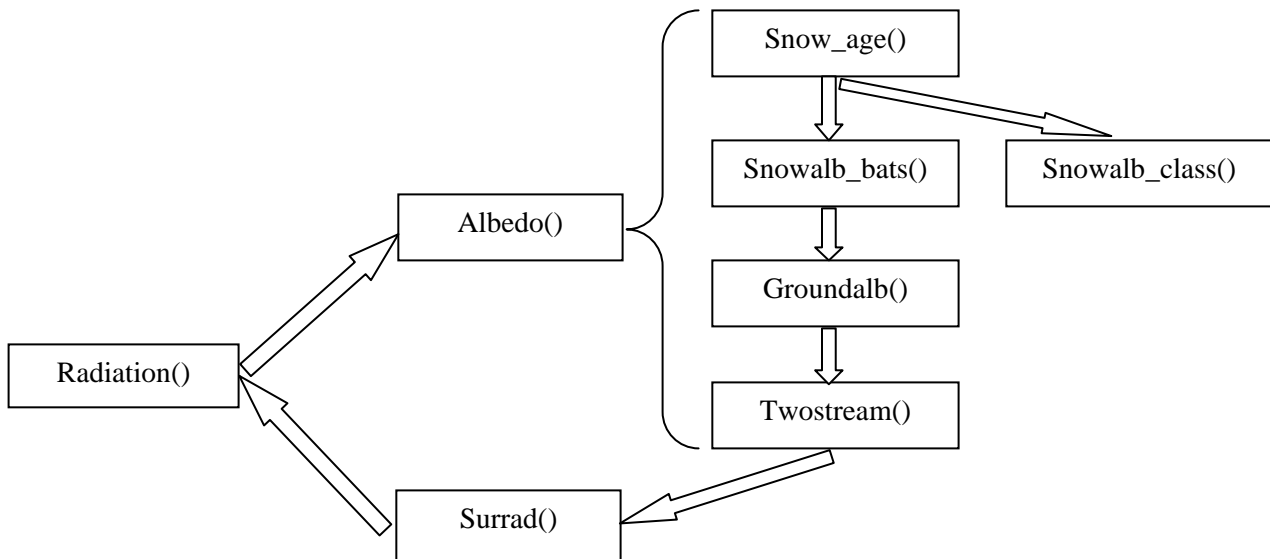 Snow_age()
Snowalb_bats()
Snowalb_class()
Albedo()
Groundalb()
Radiation()
Twostream()
Surrad()